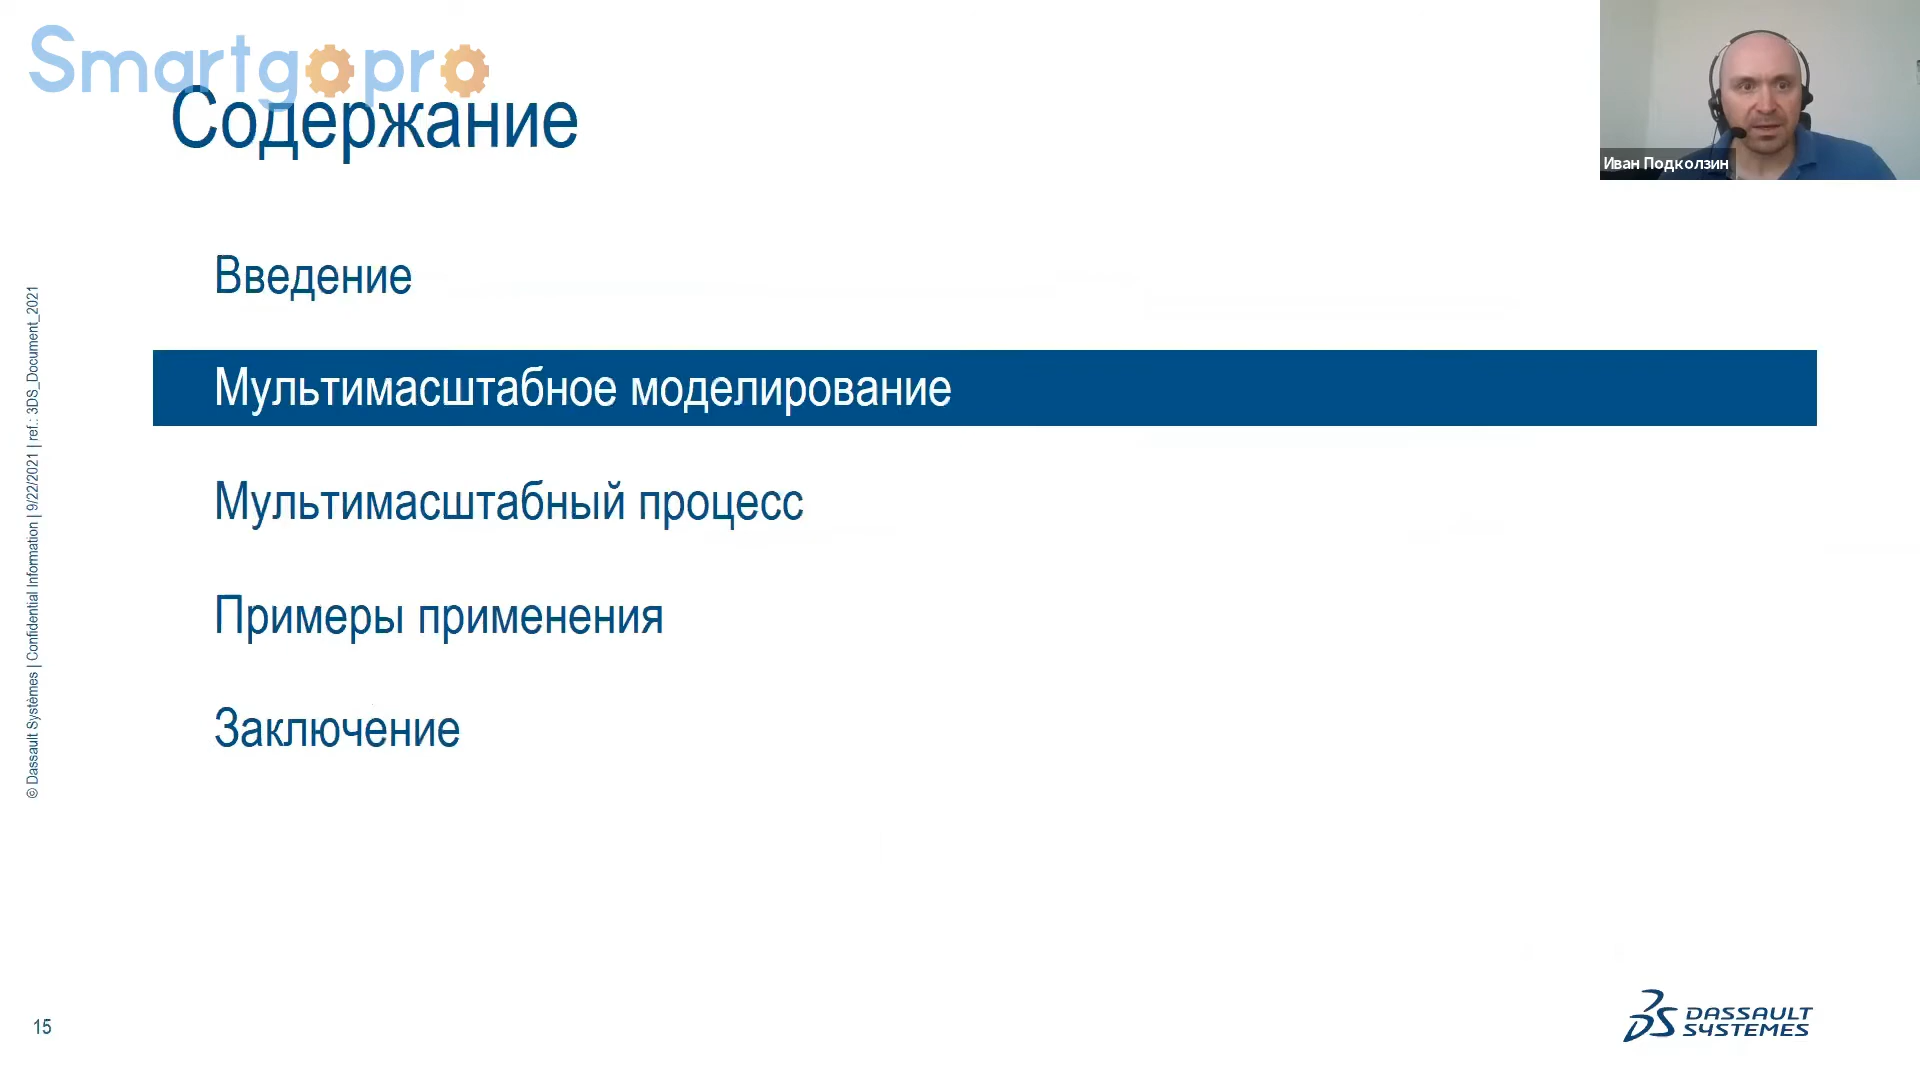 Smartgopro
Содержание
Иван Подколзин
Введение
Мультимасштабное моделирование
Мультимасштабный процесс
Примеры применения
Заключение
© Dassault Systèmes | Confidential Information | 9/22/2021 | ref.: 3DS_Document_2021
15
DASSAULT
SYSTEMES